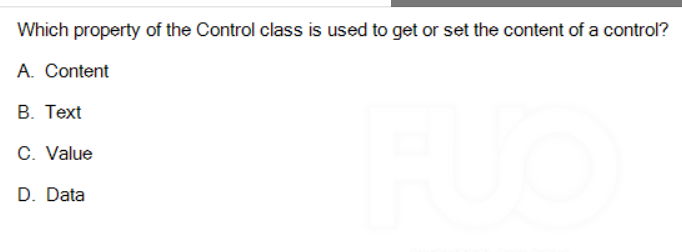 Which property of the Control class is used to get or set the content of a control?
A. Content
B. Text
C. Value
D. Data
FUO